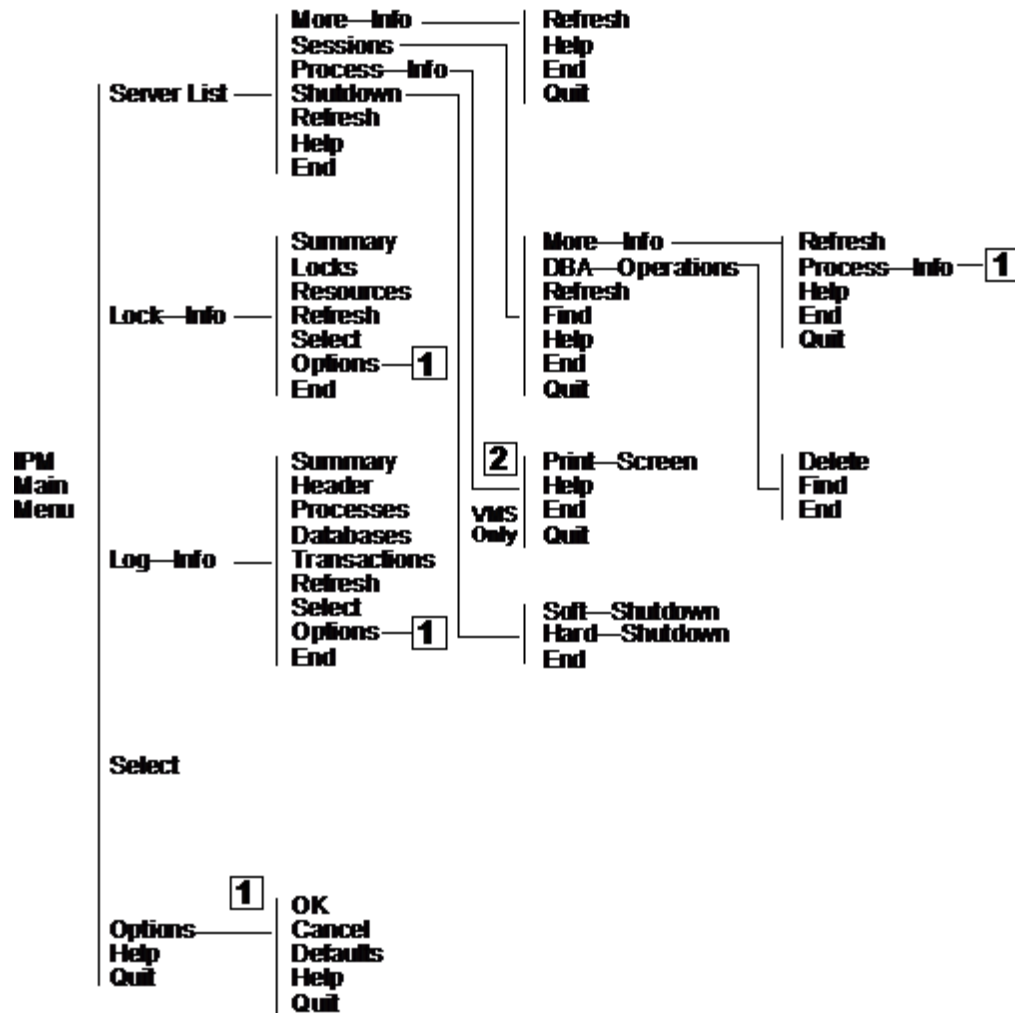 IPM
Main
Menu
Server List
Lock—Info
Log—Info
Select
Options
Help
Quit
More—Info
Sessions
Process—Info
Shutdown
Refresh
Help
End
Refresh
Help
End
Quit
Summary
Locks
Resources
Refresh
Select
Options 1
End
More—Info
DBA—Operations
Refresh
Find
Help
End
Quit
Refresh
Process—Info 1
Help
End
Quit
Summary
Header
Processes
Databases
Transactions
Refresh
Select
Options 1
End
2
VMS
Only
Print—Screen
Help
End
Quit
Delete
Find
End
Soft—Shutdown
Hard—Shutdown
End
1
OK
Cancel
Defaults
Help
Quit